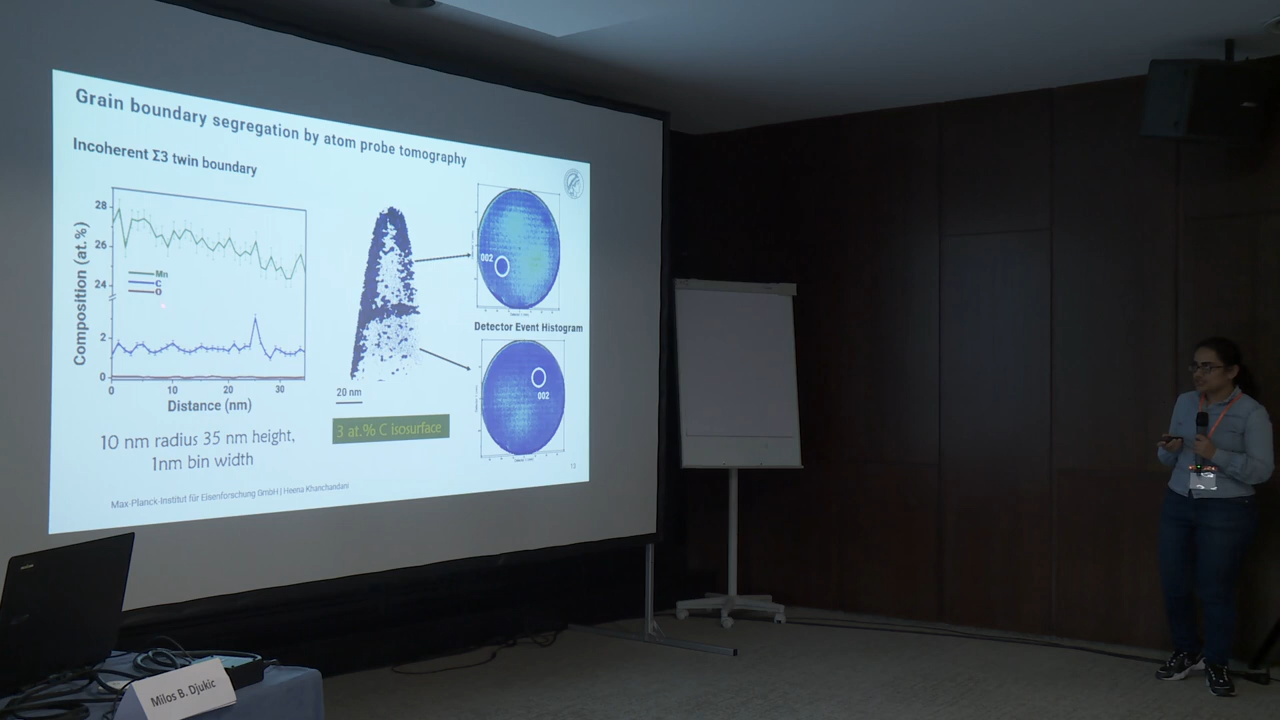 Grain boundary segregation by atom probe tomography
Incoherent Σ3 twin boundary
28
26
24
2
0
Composition (at.%)
Mn
C
O
0 10 20 30
Distance (nm)
10 nm radius 35 nm height,
1nm bin width
20 nm
3 at.% C isosurface
002
Detector Event Histogram
002
13
Max-Planck-Institut für Eisenforschung GmbH | Heena Khanchandani
Milos B. Djukic